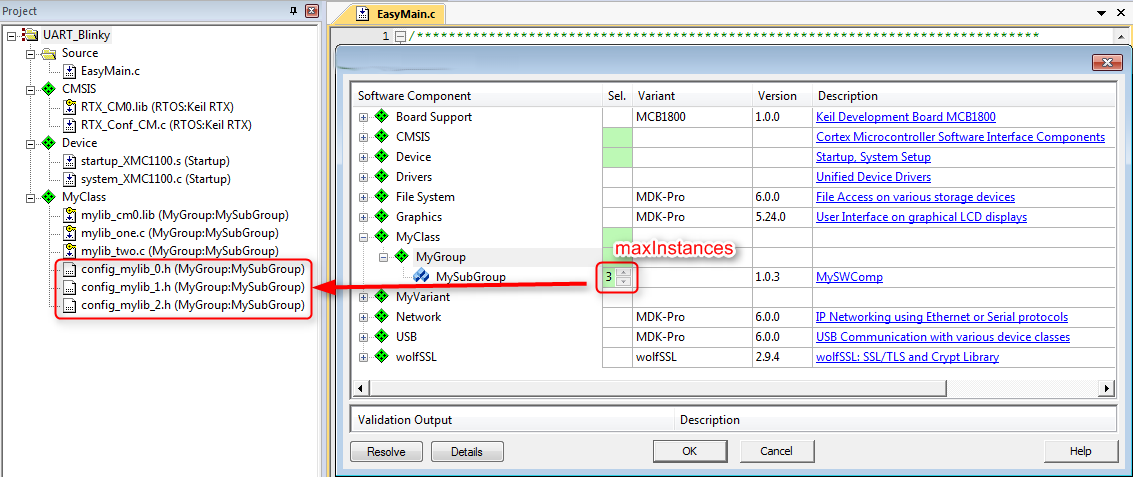 Project
UART_Blinky
Source
EasyMain.c
CMSIS
RTX_CM0.lib (RTOS:Keil RTX)
RTX_Conf_CM.c (RTOS:Keil RTX)
Device
startup_XMC1100.s (Startup)
system_XMC1100.c (Startup)
MyClass
mylib_cm0.lib (MyGroup:MySubGroup)
mylib_one.c (MyGroup:MySubGroup)
mylib_two.c (MyGroup:MySubGroup)
config_mylib_0.h (MyGroup:MySubGroup)
config_mylib_1.h (MyGroup:MySubGroup)
config_mylib_2.h (MyGroup:MySubGroup)
EasyMain.c
1 /******************************************************************************
Software Component Sel. Variant Version Description
Board Support MCB1800 1.0.0 Keil Development Board MCB1800
CMSIS Cortex Microcontroller Software Interface Components
Device Startup, System Setup
Drivers Unified Device Drivers
File System MDK-Pro 6.0.0 File Access on various storage devices
Graphics MDK-Pro 5.24.0 User Interface on graphical LCD displays
MyClass
maxInstances
MyGroup
MySubGroup 3 1.0.3 MySWComp
MyVariant
Network MDK-Pro 6.0.0 IP Networking using Ethernet or Serial protocols
USB MDK-Pro 6.0.0 USB Communication with various device classes
wolfSSL wolfSSL 2.9.4 wolfSSL: SSL/TLS and Crypt Library
Validation Output Description
Resolve Details OK Cancel Help